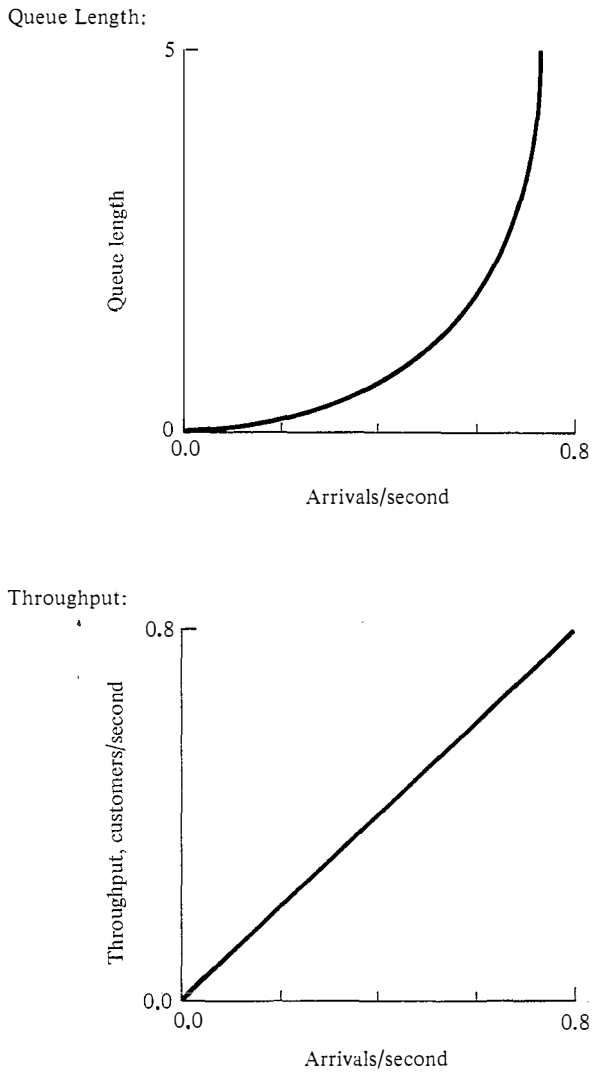 Queue Length:
5
Queue length
0
0.0
0.8
Arrivals/second
Throughput:
0.8
Throughput, customers/second
0.0
0.0
0.8
Arrivals/second